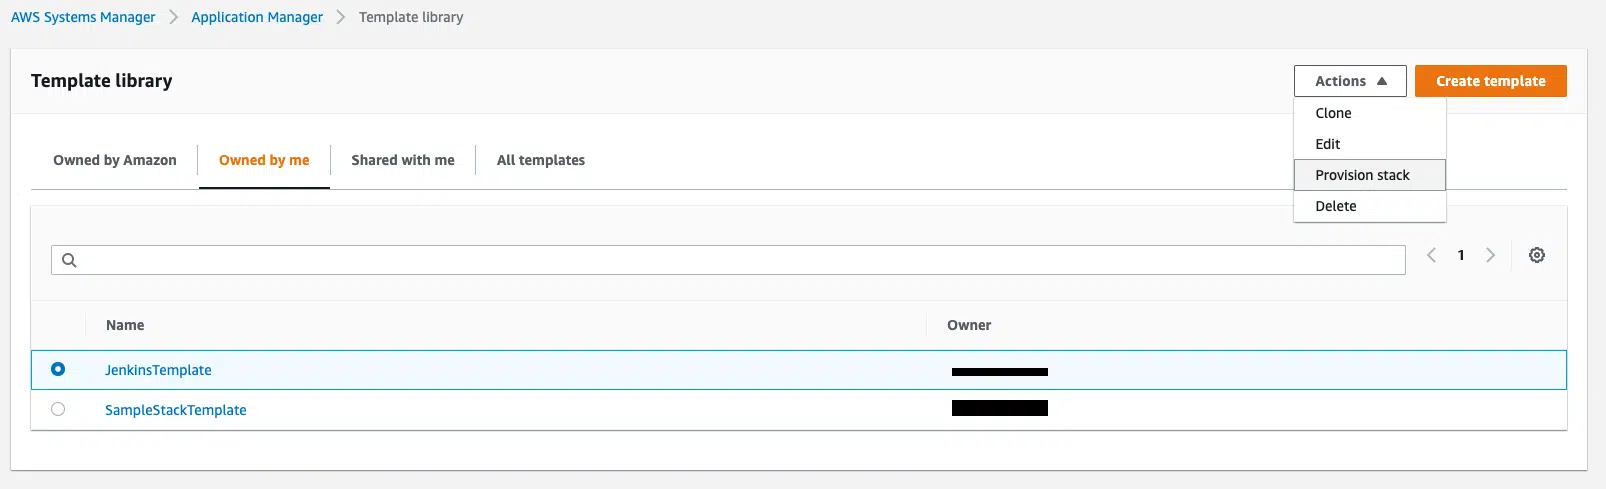 AWS Systems Manager > Application Manager > Template library
Template library
Actions ▲ Create template
Clone
Edit
Provision stack
Delete
Owned by Amazon Owned by me Shared with me All templates
< 1 >
Name Owner
JenkinsTemplate
SampleStackTemplate